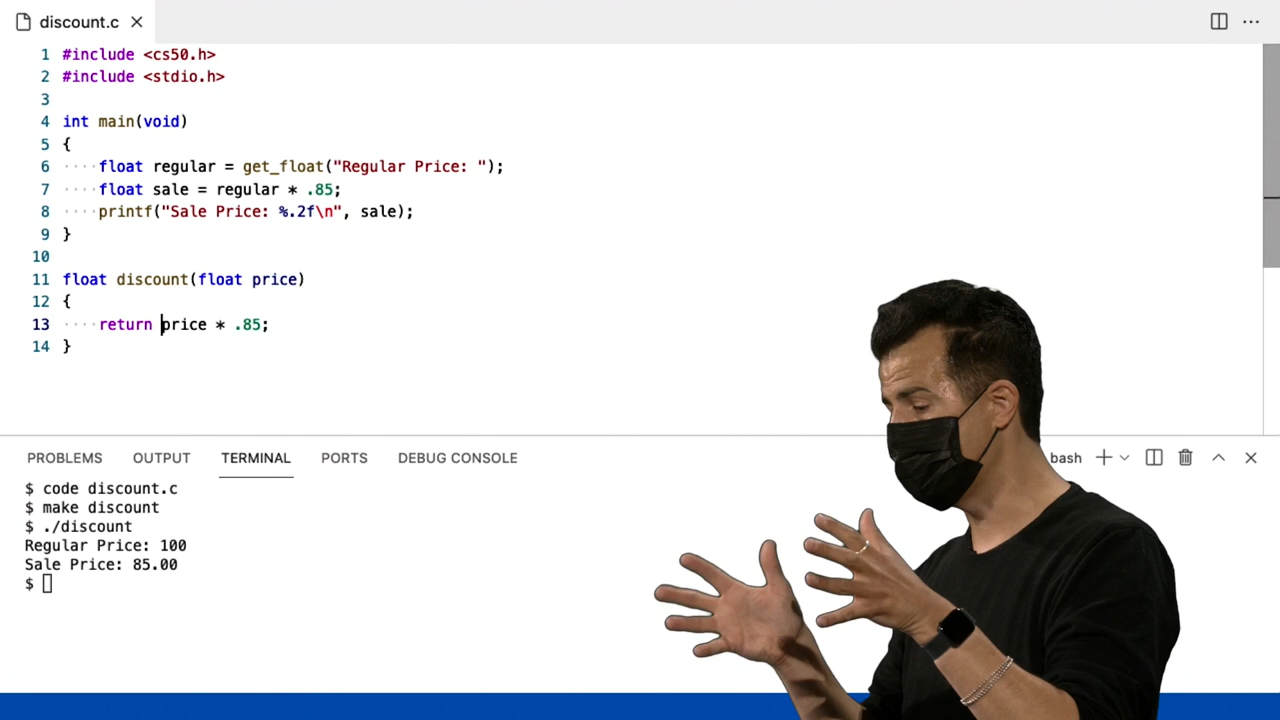 discount.c
1 #include <cs50.h>
2 #include <stdio.h>
3
4 int main(void)
5 {
6 ····float regular = get_float("Regular Price: ");
7 ····float sale = regular * .85;
8 ····printf("Sale Price: %.2f\n", sale);
9 }
10
11 float discount(float price)
12 {
13 ····return price * .85;
14 }
PROBLEMS OUTPUT TERMINAL PORTS DEBUG CONSOLE bash
$ code discount.c
$ make discount
$ ./discount
Regular Price: 100
Sale Price: 85.00
$